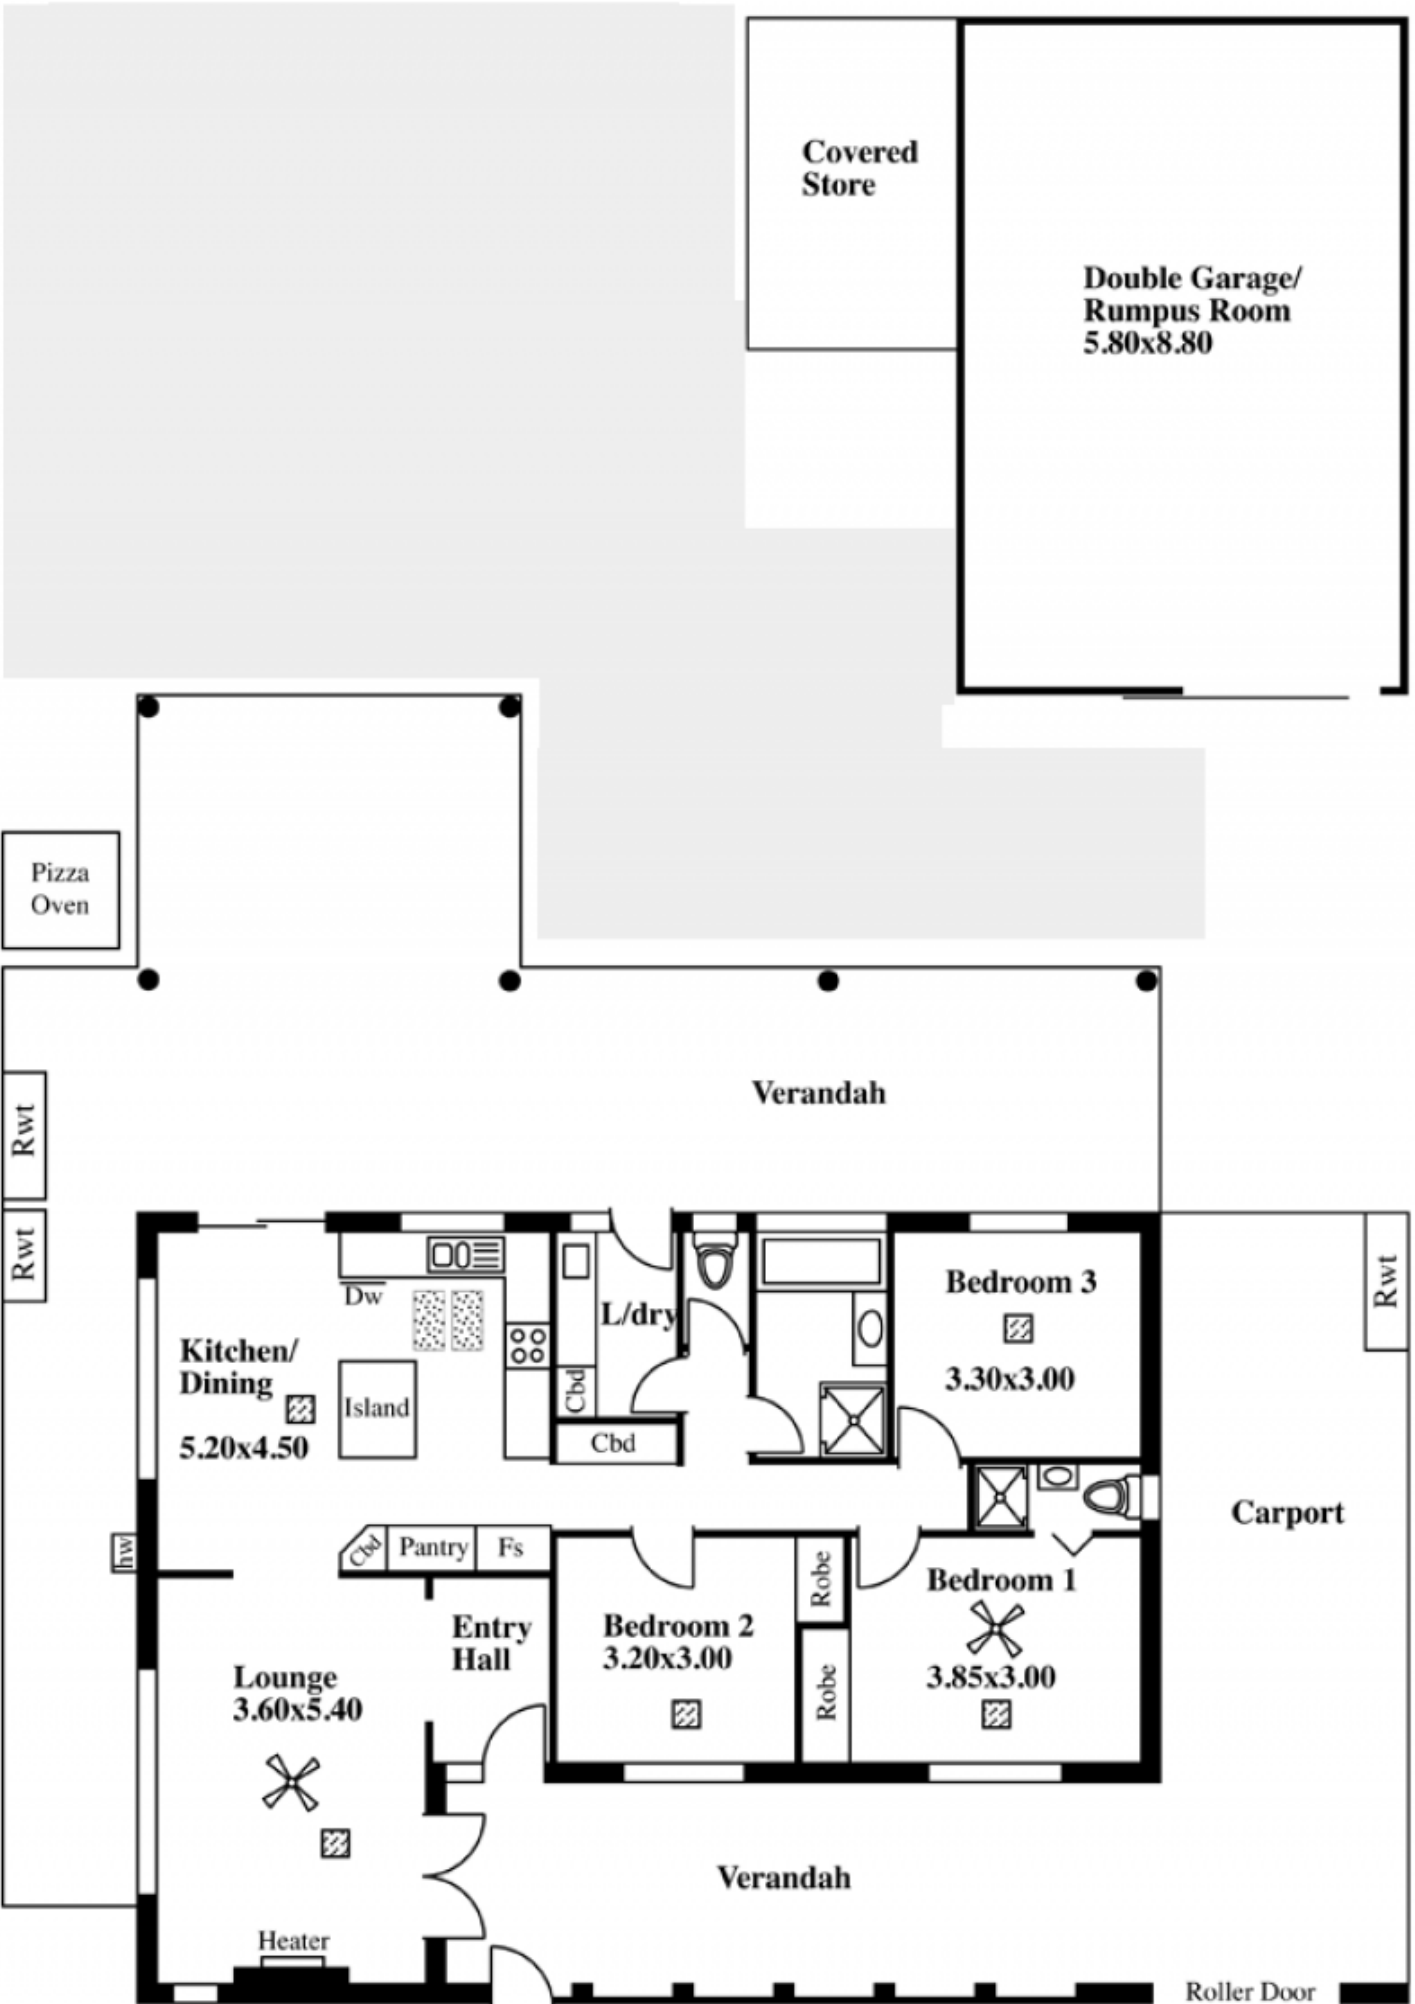 Covered
Store
Double Garage/
Rumpus Room
5.80x8.80
Pizza
Oven
Verandah
Rwt
Rwt
Rwt
Dw
L/dry
Bedroom 3
3.30x3.00
Kitchen/
Dining
5.20x4.50
Island
Cbd
Cbd
Carport
hw
Cbd
Pantry
Fs
Robe
Bedroom 1
3.85x3.00
Entry
Hall
Bedroom 2
3.20x3.00
Robe
Lounge
3.60x5.40
Verandah
Heater
Roller Door